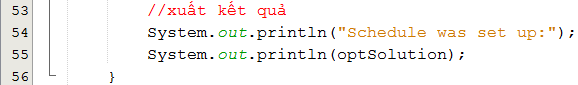 53 //xuất kết quả
54 System.out.println("Schedule was set up:");
55 System.out.println(optSolution);
56 }